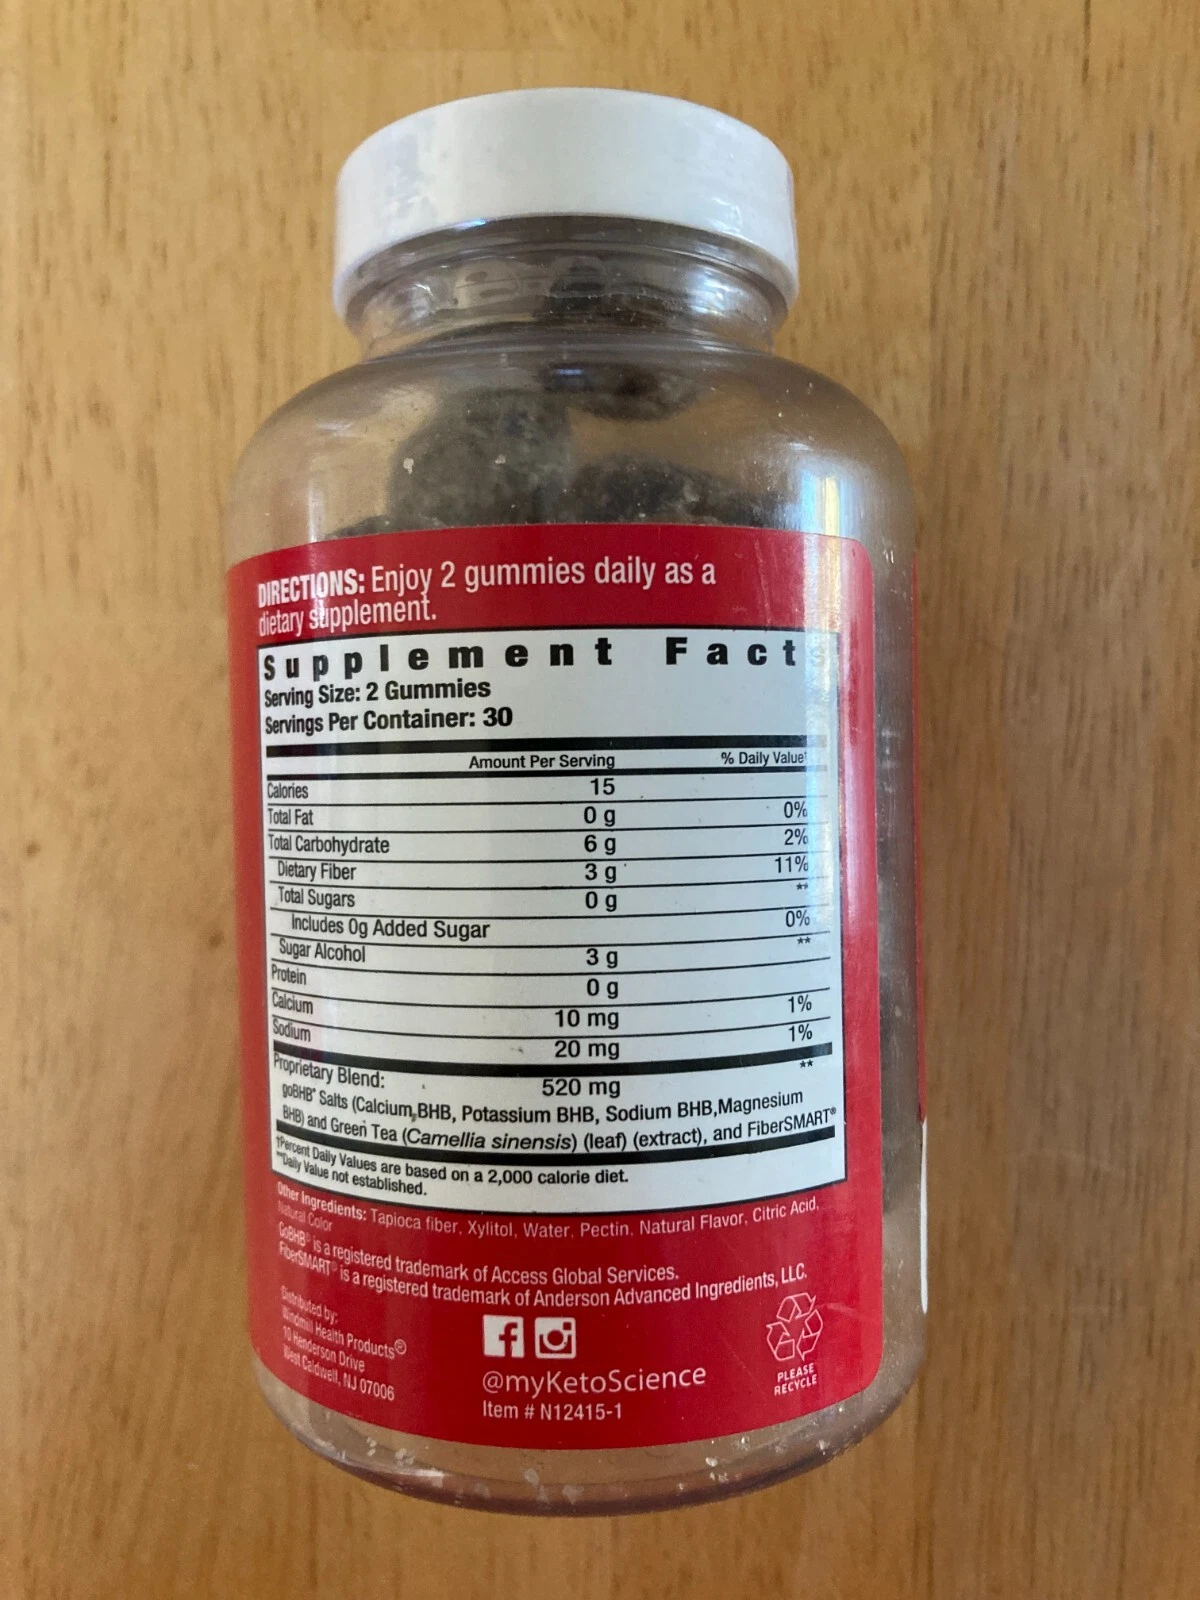 DIRECTIONS: Enjoy 2 gummies daily as a
dietary supplement.
Supplement Facts
Serving Size: 2 Gummies
Servings Per Container: 30
Amount Per Serving % Daily Value†
Calories 15
Total Fat 0 g 0%
Total Carbohydrate 6 g 2%
Dietary Fiber 3 g 11%
Total Sugars 0 g **
Includes 0g Added Sugar 0%
Sugar Alcohol 3 g **
Protein 0 g
Calcium 10 mg 1%
Sodium 20 mg 1%
Proprietary Blend: 520 mg **
goBHB® Salts (Calcium BHB, Potassium BHB, Sodium BHB,Magnesium
BHB) and Green Tea (Camellia sinensis) (leaf) (extract), and FiberSMART®
†Percent Daily Values are based on a 2,000 calorie diet.
**Daily Value not established.
Other Ingredients: Tapioca fiber, Xylitol, Water, Pectin, Natural Flavor, Citric Acid,
Natural Color
GoBHB® is a registered trademark of Access Global Services.
FiberSMART® is a registered trademark of Anderson Advanced Ingredients, LLC.
Distributed by:
Windmill Health Products®
10 Henderson Drive
West Caldwell, NJ 07006
f
@myKetoScience
Item # N12415-1
PLEASE
RECYCLE